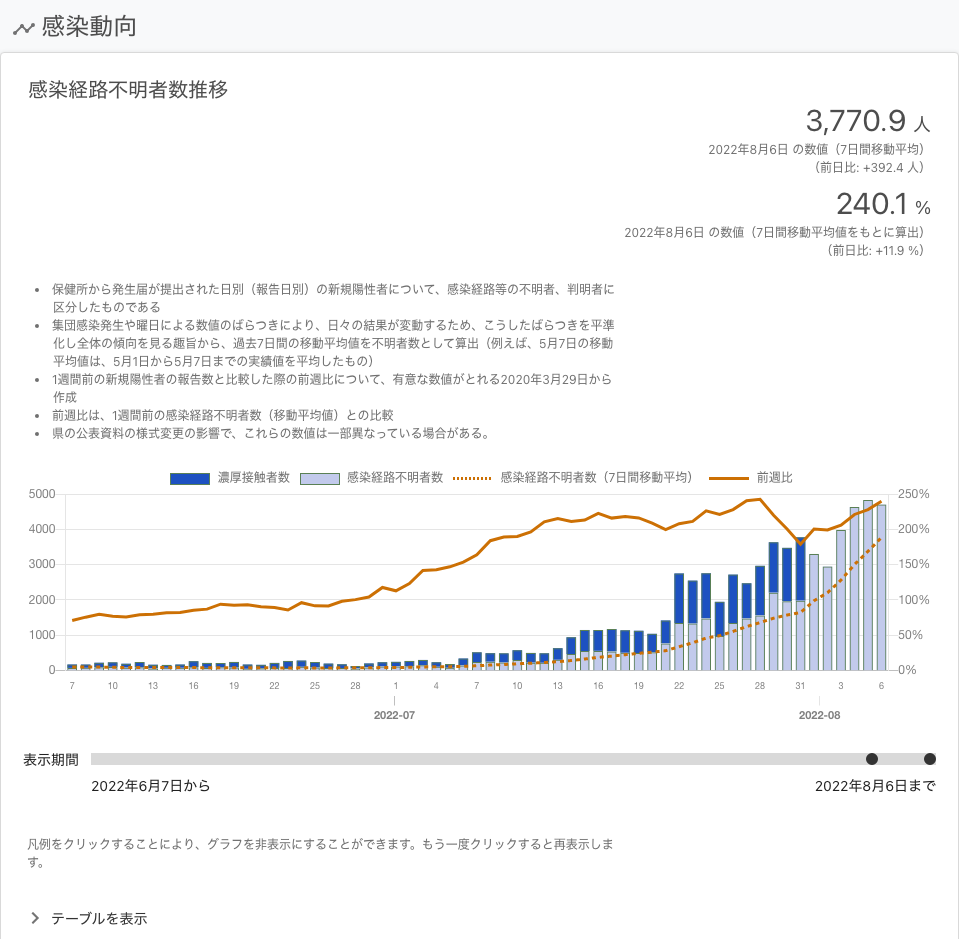 感染動向
感染経路不明者数推移
3,770.9 人
2022年8月6日 の数値（7日間移動平均）
（前日比: +392.4 人）
240.1 %
2022年8月6日 の数値（7日間移動平均値をもとに算出）
（前日比: +11.9 %）
• 保健所から発生届が提出された日別（報告日別）の新規陽性者について、感染経路等の不明者、判明者に
区分したものである
• 集団感染発生や曜日による数値のばらつきにより、日々の結果が変動するため、こうしたばらつきを平準
化し全体の傾向を見る趣旨から、過去7日間の移動平均値を不明者数として算出（例えば、5月7日の移動
平均値は、5月1日から5月7日までの実績値を平均したもの）
• 1週間前の新規陽性者の報告数と比較した際の前週比について、有意な数値がとれる2020年3月29日から
作成
• 前週比は、1週間前の感染経路不明者数（移動平均値）との比較
• 県の公表資料の様式変更の影響で、これらの数値は一部異なっている場合がある。
濃厚接触者数 感染経路不明者数 感染経路不明者数（7日間移動平均） 前週比
5000 250%
4000 200%
3000 150%
2000 100%
1000 50%
0 0%
7 10 13 16 19 22 25 28 1 4 7 10 13 16 19 22 25 28 31 3 6
2022-07 2022-08
表示期間
2022年6月7日から 2022年8月6日まで
凡例をクリックすることにより、グラフを非表示にすることができます。もう一度クリックすると再表示しま
す。
テーブルを表示